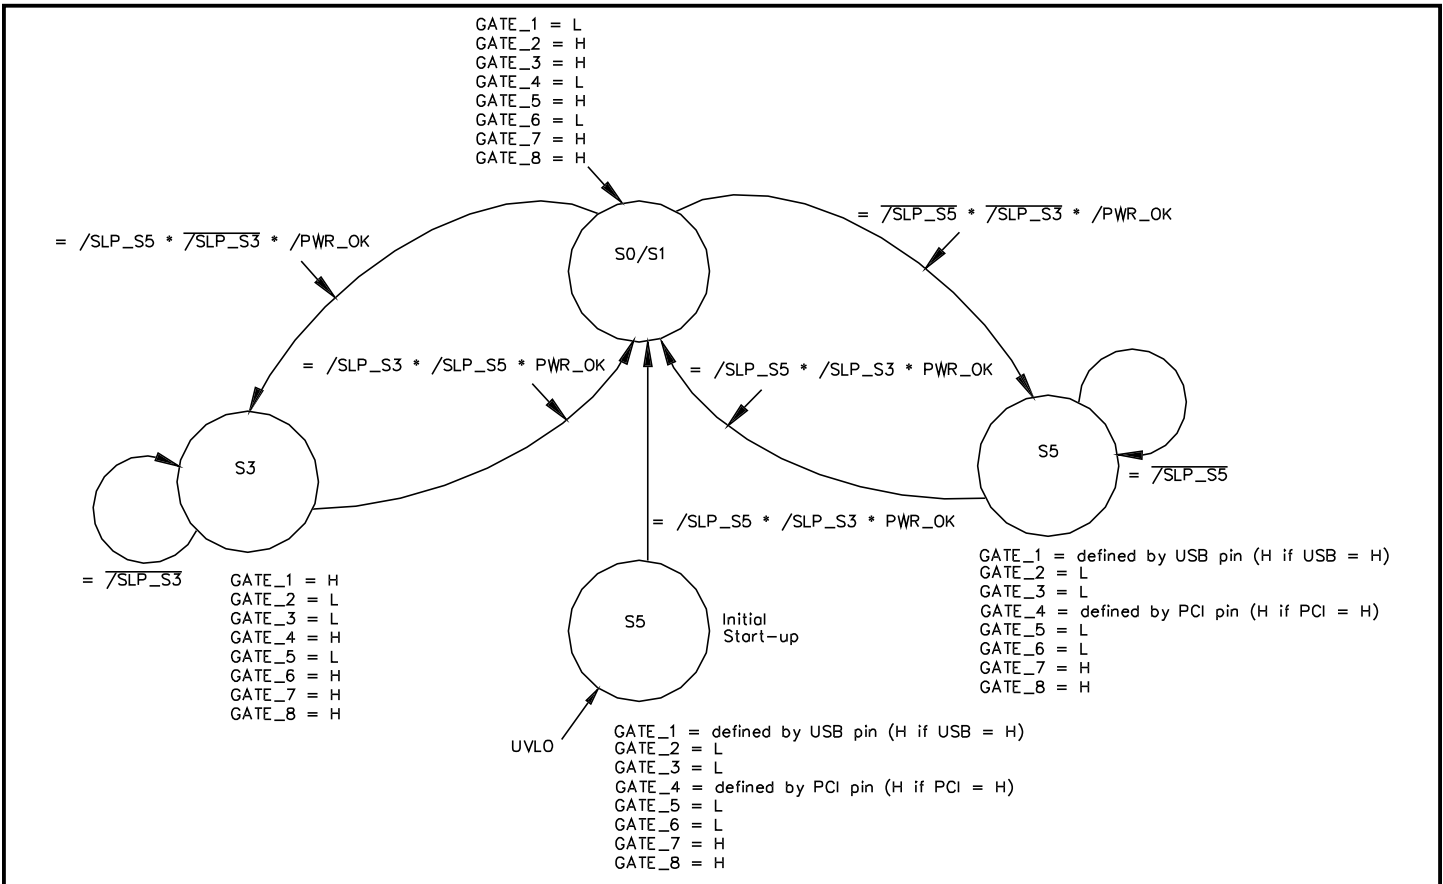 GATE_1 = L
GATE_2 = H
GATE_3 = H
GATE_4 = L
GATE_5 = H
GATE_6 = L
GATE_7 = H
GATE_8 = H
= /SLP_S5 * /SLP_S3 * /PWR_OK
= /SLP_S5 * /SLP_S3 * /PWR_OK
S0/S1
= /SLP_S3 * /SLP_S5 * PWR_OK
= /SLP_S5 * /SLP_S3 * PWR_OK
S3
S5
= /SLP_S5
= /SLP_S3
= /SLP_S5 * /SLP_S3 * PWR_OK
GATE_1 = H
GATE_2 = L
GATE_3 = L
GATE_4 = H
GATE_5 = L
GATE_6 = H
GATE_7 = H
GATE_8 = H
S5
Initial
Start-up
UVLO
GATE_1 = defined by USB pin (H if USB = H)
GATE_2 = L
GATE_3 = L
GATE_4 = defined by PCI pin (H if PCI = H)
GATE_5 = L
GATE_6 = L
GATE_7 = H
GATE_8 = H
GATE_1 = defined by USB pin (H if USB = H)
GATE_2 = L
GATE_3 = L
GATE_4 = defined by PCI pin (H if PCI = H)
GATE_5 = L
GATE_6 = L
GATE_7 = H
GATE_8 = H